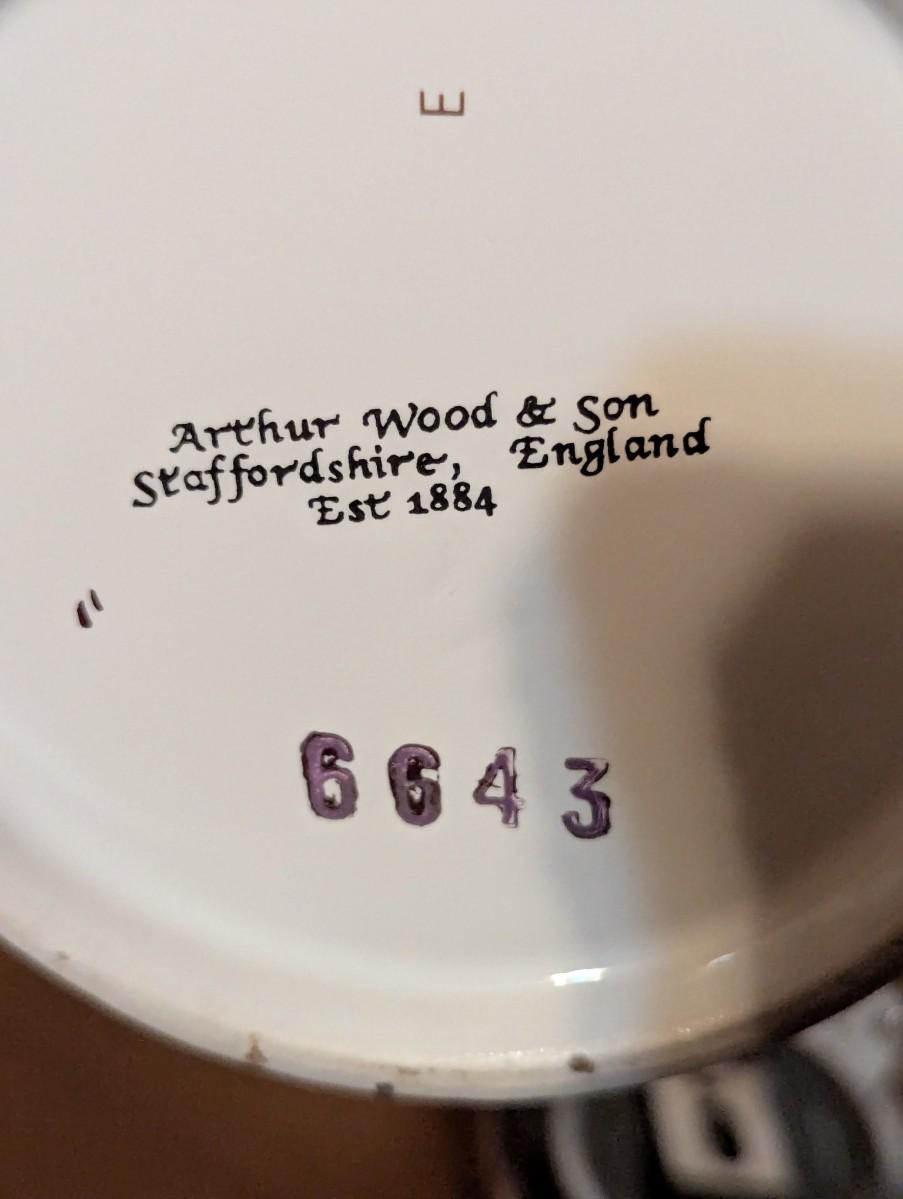 E
Arthur Wood & Son
Staffordshire, England
Est 1884
6643